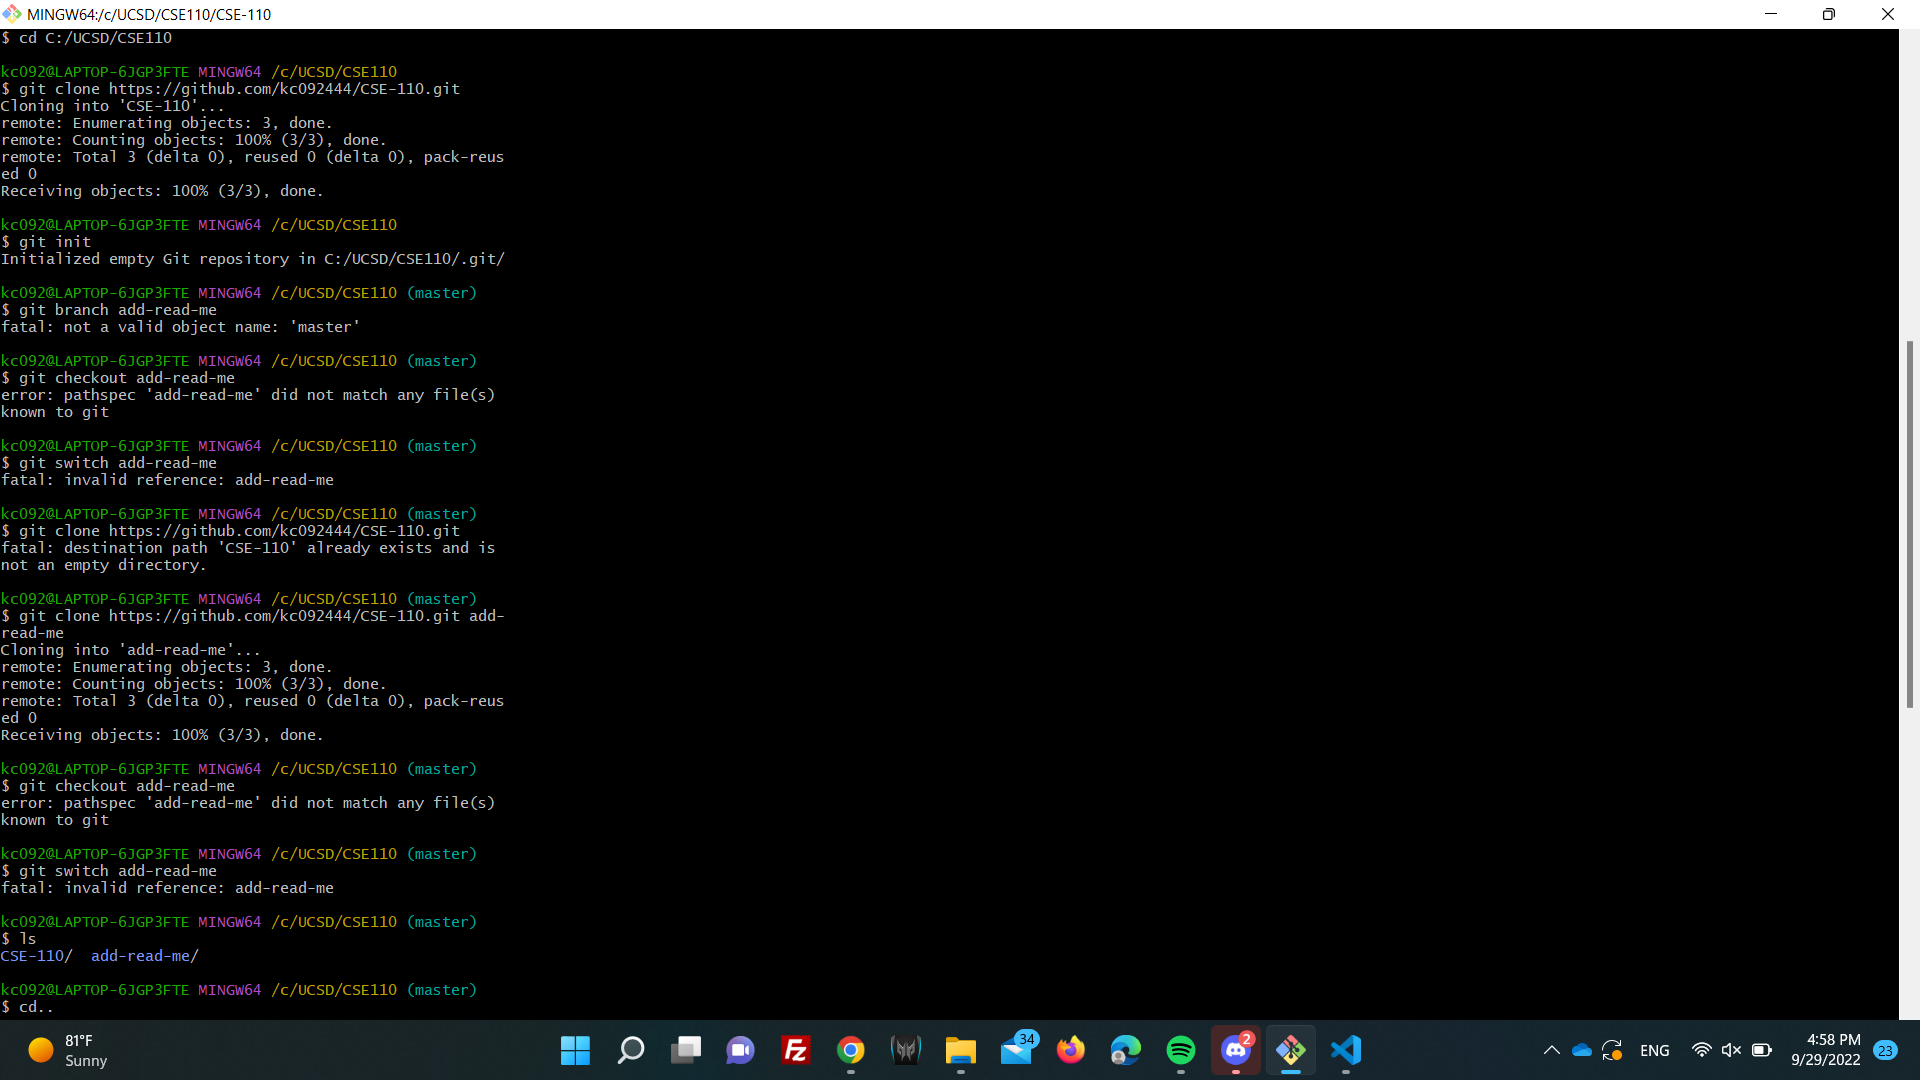 MINGW64:/c/UCSD/CSE110/CSE-110
$ cd C:/UCSD/CSE110
kc092@LAPTOP-6JGP3FTE MINGW64 /c/UCSD/CSE110
$ git clone https://github.com/kc092444/CSE-110.git
Cloning into 'CSE-110'...
remote: Enumerating objects: 3, done.
remote: Counting objects: 100% (3/3), done.
remote: Total 3 (delta 0), reused 0 (delta 0), pack-reus
ed 0
Receiving objects: 100% (3/3), done.
kc092@LAPTOP-6JGP3FTE MINGW64 /c/UCSD/CSE110
$ git init
Initialized empty Git repository in C:/UCSD/CSE110/.git/
kc092@LAPTOP-6JGP3FTE MINGW64 /c/UCSD/CSE110 (master)
$ git branch add-read-me
fatal: not a valid object name: 'master'
kc092@LAPTOP-6JGP3FTE MINGW64 /c/UCSD/CSE110 (master)
$ git checkout add-read-me
error: pathspec 'add-read-me' did not match any file(s)
known to git
kc092@LAPTOP-6JGP3FTE MINGW64 /c/UCSD/CSE110 (master)
$ git switch add-read-me
fatal: invalid reference: add-read-me
kc092@LAPTOP-6JGP3FTE MINGW64 /c/UCSD/CSE110 (master)
$ git clone https://github.com/kc092444/CSE-110.git
fatal: destination path 'CSE-110' already exists and is
not an empty directory.
kc092@LAPTOP-6JGP3FTE MINGW64 /c/UCSD/CSE110 (master)
$ git clone https://github.com/kc092444/CSE-110.git add-
read-me
Cloning into 'add-read-me'...
remote: Enumerating objects: 3, done.
remote: Counting objects: 100% (3/3), done.
remote: Total 3 (delta 0), reused 0 (delta 0), pack-reus
ed 0
Receiving objects: 100% (3/3), done.
kc092@LAPTOP-6JGP3FTE MINGW64 /c/UCSD/CSE110 (master)
$ git checkout add-read-me
error: pathspec 'add-read-me' did not match any file(s)
known to git
kc092@LAPTOP-6JGP3FTE MINGW64 /c/UCSD/CSE110 (master)
$ git switch add-read-me
fatal: invalid reference: add-read-me
kc092@LAPTOP-6JGP3FTE MINGW64 /c/UCSD/CSE110 (master)
$ ls
CSE-110/  add-read-me/
kc092@LAPTOP-6JGP3FTE MINGW64 /c/UCSD/CSE110 (master)
$ cd..
81°F
Sunny
Fz
34
2
ENG
4:58 PM
9/29/2022
23